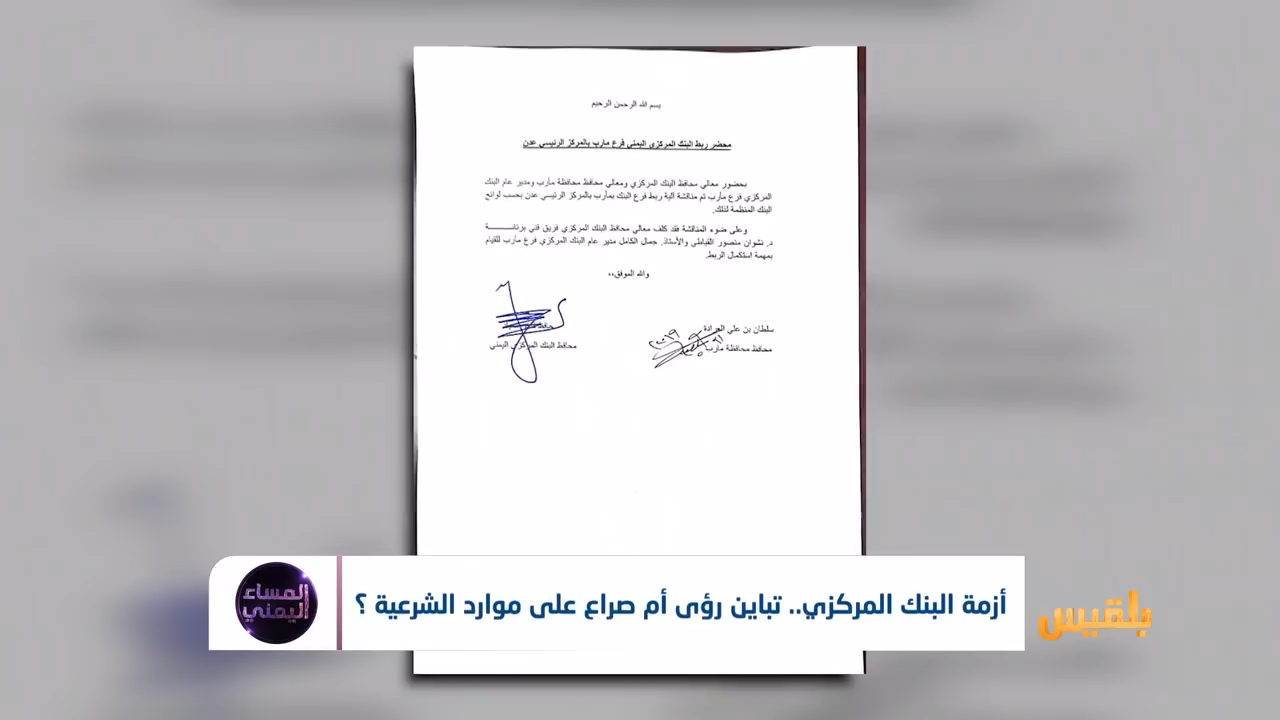 بسم الله الرحمن الرحيم
محضر ربط البنك المركزي اليمني فرع مأرب بالمركز الرئيسي عدن
بحضور معالي محافظ البنك المركزي ومعالي محافظ محافظة مأرب ومدير عام البنك
المركزي فرع مأرب تم مناقشة آلية ربط فرع البنك بمأرب بالمركز الرئيسي عدن بحسب لوائح
البنك المنظمة لذلك.
وعلى ضوء المناقشة فقد كلف معالي محافظ البنك المركزي فريق فني برئاســــــة
د. نشوان منصور القباطي والأستاذ. جمال الكامل مدير عام البنك المركزي فرع مأرب للقيام
بمهمة استكمال الربط.
والله الموفق،،
سلطان بن علي العرادة
محافظ محافظة مأرب
حافظ
محافظ البنك المركزي اليمني
أزمة البنك المركزي.. تباين رؤى أم صراع على موارد الشرعية ؟
المساء
اليمني
بلقيس